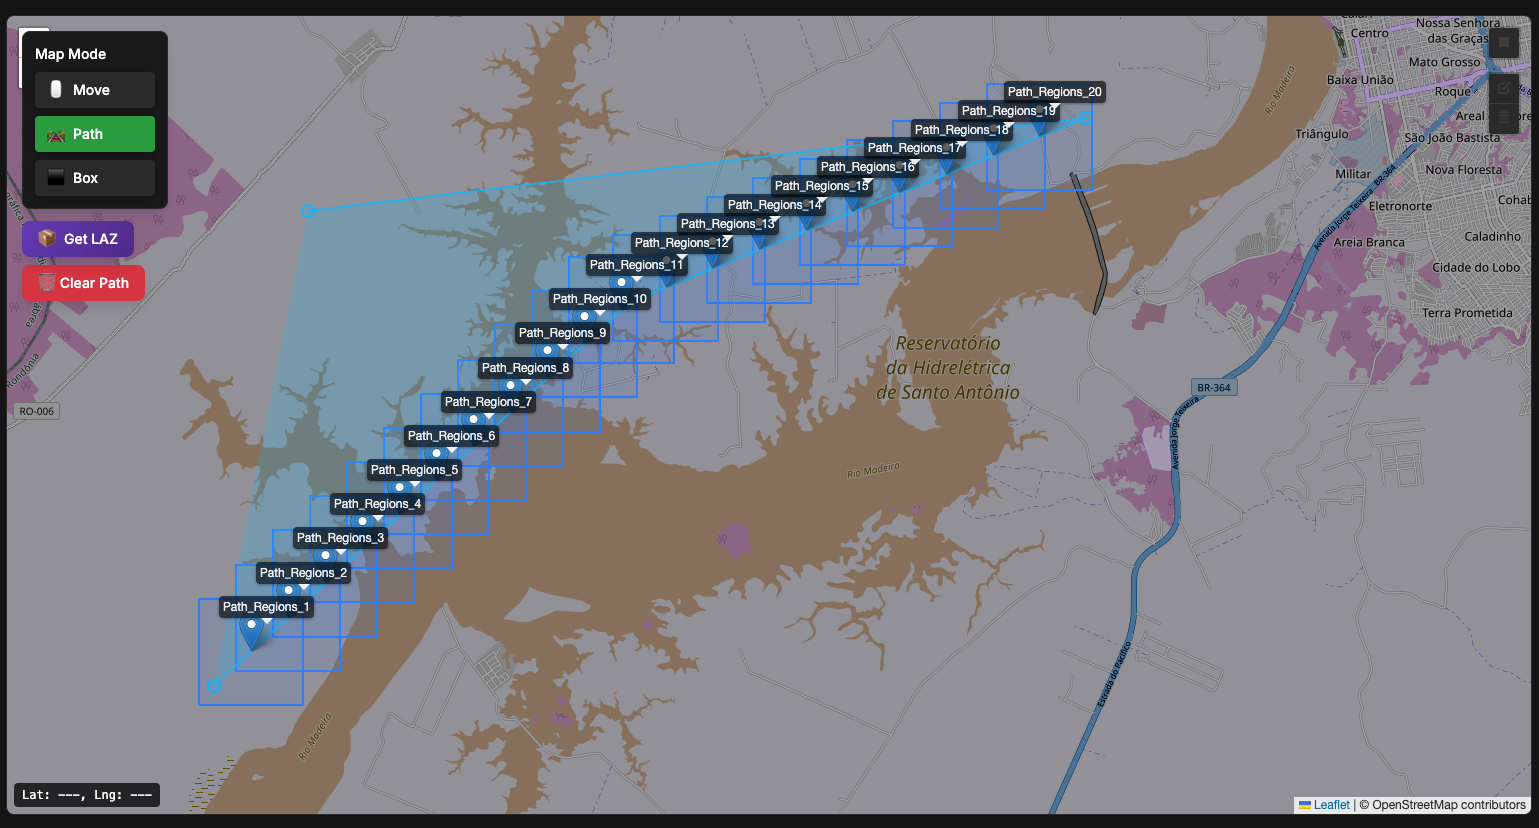 Map Mode
Move
Path
Box
Get LAZ
Clear Path
Rondônia
RO-006
Path_Regions_20
Path_Regions_19
Path_Regions_18
Path_Regions_17
Path_Regions_16
Path_Regions_15
Path_Regions_14
Path_Regions_13
Path_Regions_12
Path_Regions_11
Path_Regions_10
Path_Regions_9
Path_Regions_8
Path_Regions_7
Path_Regions_6
Path_Regions_5
Path_Regions_4
Path_Regions_3
Path_Regions_2
Path_Regions_1
Reservatório
da Hidrelétrica
de Santo Antônio
Rio Madeira
Rio Madeira
Rio Madeira
Nossa Senhora
das Graças
Centro
Mato Grosso
Baixa União
Roque
Areal
Triângulo
São João Bastista
Militar
Nova Floresta
Eletronorte
Areia Branca
Caladinho
Cidade do Lobo
Terra Prometida
Avenida Jorge Teixeira
BR-364
Avenida Jorge Teixeira
BR-364
Avenida Jorge Teixeira
Estrada do Pacífico
Lat: ---, Lng: ---
Leaflet | © OpenStreetMap contributors